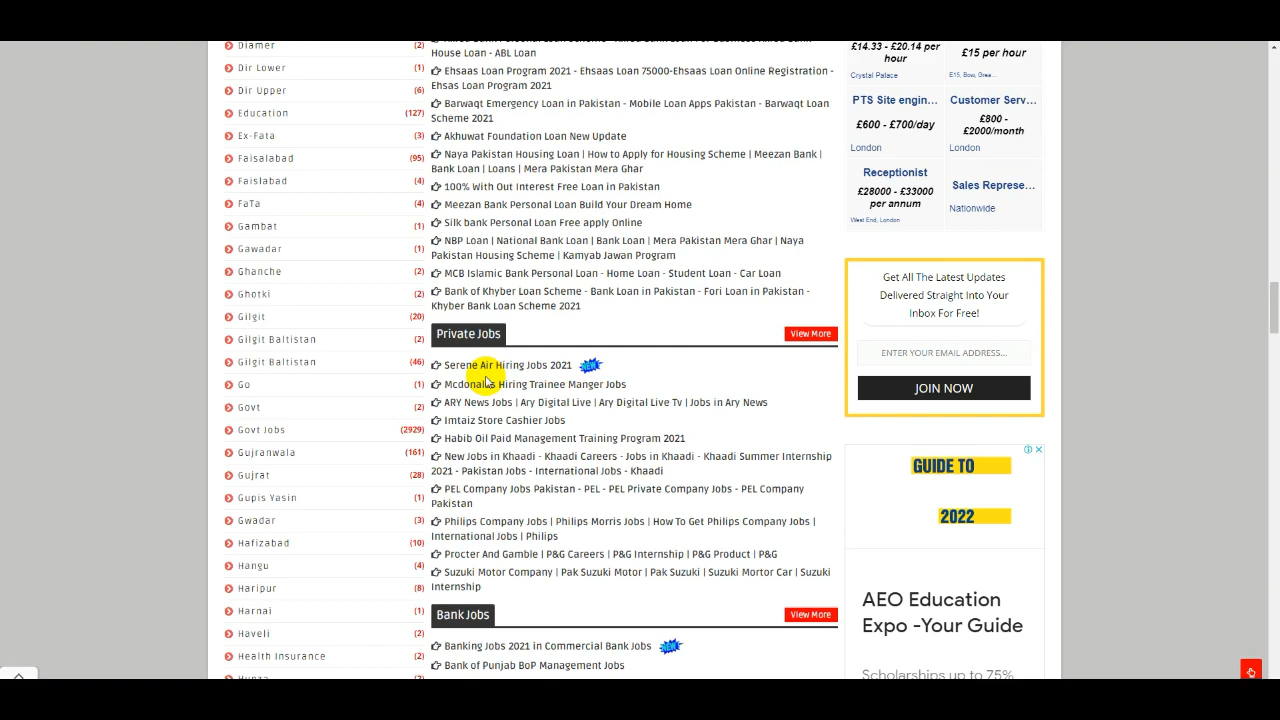 Diamer (2)
Dir Lower (1)
Dir Upper (6)
Education (127)
Ex-Fata (3)
Faisalabad (95)
Faislabad (4)
FaTa (4)
Gambat (1)
Gawadar (1)
Ghanche (2)
Ghotki (2)
Gilgit (20)
Gilgit Baltistan (2)
Gilgit Baltistan (46)
Go (1)
Govt (2)
Govt Jobs (2929)
Gujranwala (161)
Gujrat (28)
Gupis Yasin (1)
Gwadar (3)
Hafizabad (10)
Hangu (4)
Haripur (8)
Harnai (1)
Haveli (2)
Health Insurance (2)
House Loan - ABL Loan
Ehsaas Loan Program 2021 - Ehsaas Loan 75000-Ehsaas Loan Online Registration -
Ehsas Loan Program 2021
Barwaqt Emergency Loan in Pakistan - Mobile Loan Apps Pakistan - Barwaqt Loan
Scheme 2021
Akhuwat Foundation Loan New Update
Naya Pakistan Housing Loan | How to Apply for Housing Scheme | Meezan Bank |
Bank Loan | Loans | Mera Pakistan Mera Ghar
100% With Out Interest Free Loan in Pakistan
Meezan Bank Personal Loan Build Your Dream Home
Silk bank Personal Loan Free apply Online
NBP Loan | National Bank Loan | Bank Loan | Mera Pakistan Mera Ghar | Naya
Pakistan Housing Scheme | Kamyab Jawan Program
MCB Islamic Bank Personal Loan - Home Loan - Student Loan - Car Loan
Bank of Khyber Loan Scheme - Bank Loan in Pakistan - Fori Loan in Pakistan -
Khyber Bank Loan Scheme 2021
Private Jobs View More
Serene Air Hiring Jobs 2021 NEW
Mcdonalds Hiring Trainee Manger Jobs
ARY News Jobs | Ary Digital Live | Ary Digital Live Tv | Jobs in Ary News
Imtaiz Store Cashier Jobs
Habib Oil Paid Management Training Program 2021
New Jobs in Khaadi - Khaadi Careers - Jobs in Khaadi - Khaadi Summer Internship
2021 - Pakistan Jobs - International Jobs - Khaadi
PEL Company Jobs Pakistan - PEL - PEL Private Company Jobs - PEL Company
Pakistan
Philips Company Jobs | Philips Morris Jobs | How To Get Philips Company Jobs |
International Jobs | Philips
Procter And Gamble | P&G Careers | P&G Internship | P&G Product | P&G
Suzuki Motor Company | Pak Suzuki Motor | Pak Suzuki | Suzuki Mortor Car | Suzuki
Internship
Bank Jobs View More
Banking Jobs 2021 in Commercial Bank Jobs NEW
Bank of Punjab BoP Management Jobs
£14.33 - £20.14 per
hour
Crystal Palace
£15 per hour
E15, Bow, Grea...
PTS Site engin...
£600 - £700/day
London
Customer Serv...
£800 -
£2000/month
London
Receptionist
£28000 - £33000
per annum
West End, London
Sales Represe...
Nationwide
Get All The Latest Updates
Delivered Straight Into Your
Inbox For Free!
ENTER YOUR EMAIL ADDRESS...
JOIN NOW
GUIDE TO
2022
AEO Education
Expo -Your Guide
Scholarships up to 75%